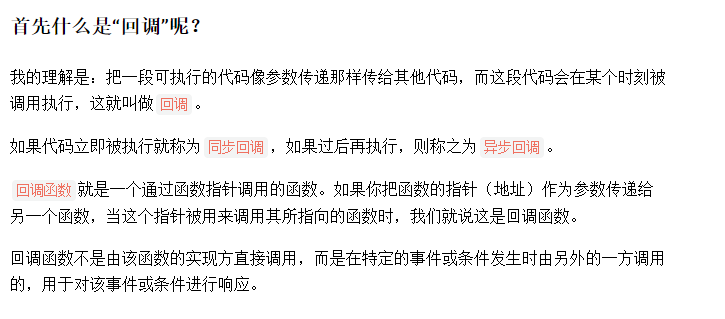 首先什么是“回调”呢？
我的理解是：把一段可执行的代码像参数传递那样传给其他代码，而这段代码会在某个时刻被
调用执行，这就叫做 回调 。
如果代码立即被执行就称为 同步回调 ，如果过后再执行，则称之为 异步回调 。
回调函数 就是一个通过函数指针调用的函数。如果你把函数的指针（地址）作为参数传递给
另一个函数，当这个指针被用来调用其所指向的函数时，我们就说这是回调函数。
回调函数不是由该函数的实现方直接调用，而是在特定的事件或条件发生时由另外的一方调用
的，用于对该事件或条件进行响应。